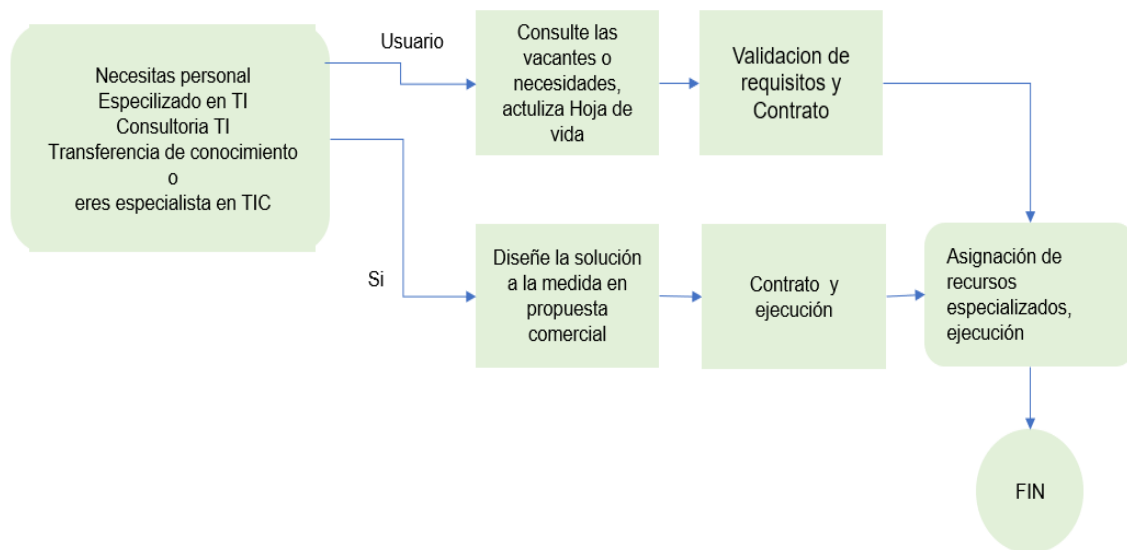 Necesitas personal
Especilizado en TI
Consultoria TI
Transferencia de conocimiento
o
eres especialista en TIC
Usuario
Consulte las
vacantes o
necesidades,
actuliza Hoja de
vida
Validacion de
requisitos y
Contrato
Si
Diseñe la solución
a la medida en
propuesta
comercial
Contrato y
ejecución
Asignación de
recursos
especializados,
ejecución
FIN